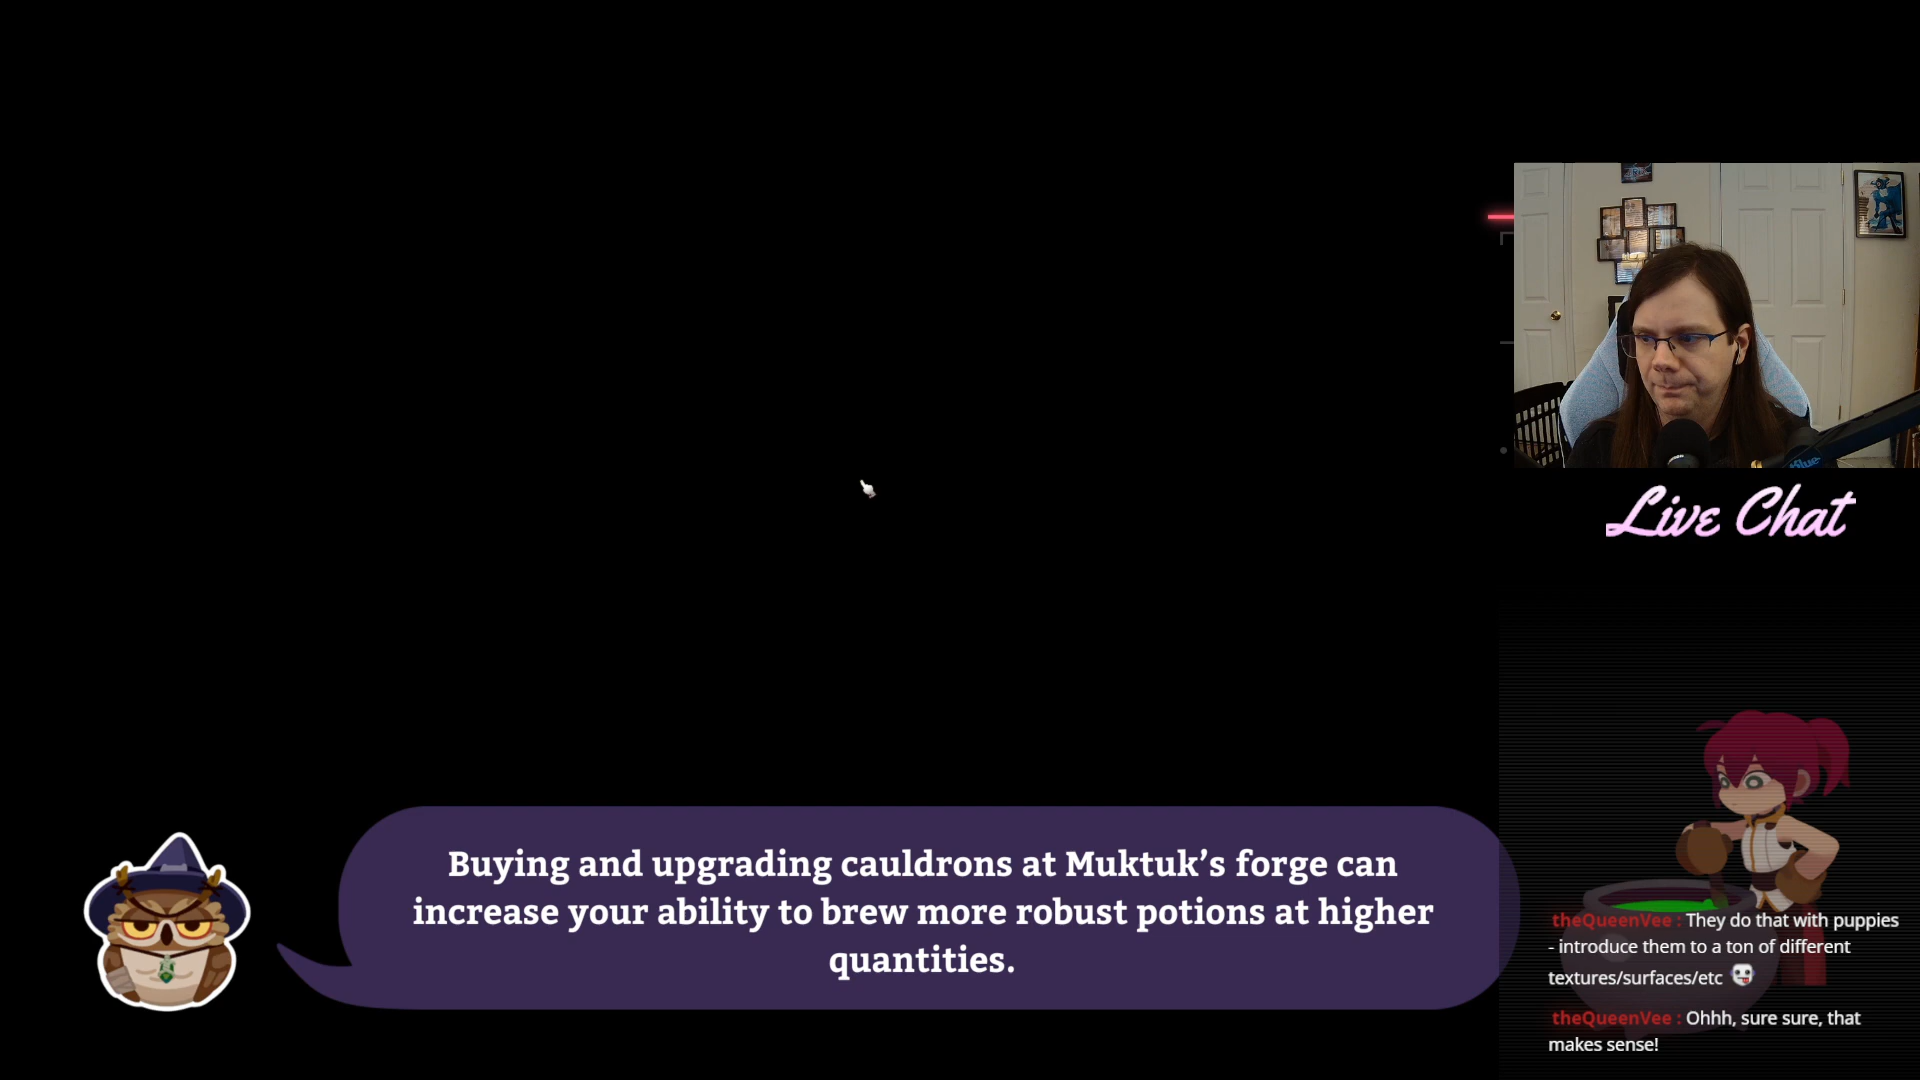 Live Chat
Buying and upgrading cauldrons at Muktuk’s forge can
increase your ability to brew more robust potions at higher
quantities.
theQueenVee : They do that with puppies
- introduce them to a ton of different
textures/surfaces/etc
theQueenVee : Ohhh, sure sure, that
makes sense!